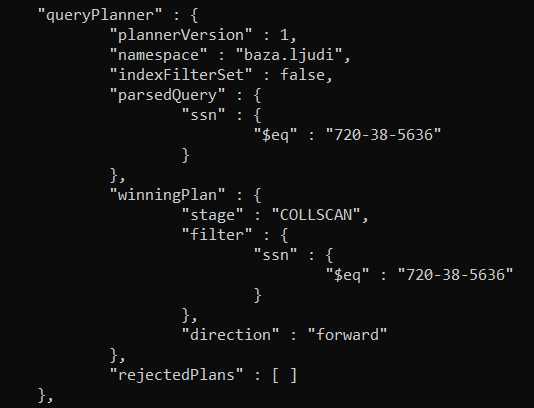 "queryPlanner" : {
"plannerVersion" : 1,
"namespace" : "baza.ljudi",
"indexFilterSet" : false,
"parsedQuery" : {
"ssn" : {
"$eq" : "720-38-5636"
}
},
"winningPlan" : {
"stage" : "COLLSCAN",
"filter" : {
"ssn" : {
"$eq" : "720-38-5636"
}
},
"direction" : "forward"
},
"rejectedPlans" : [ ]
},